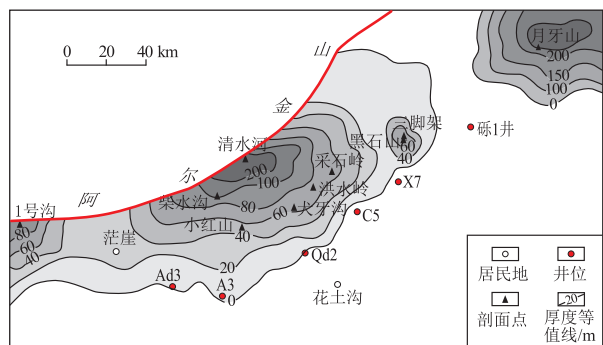 月牙山
200
150
100
0
0 20 40 km
山
金
尔
阿
三脚架
黑石山
60
40
砾1井
清水河
采石岭
200
100
柴水沟
洪水岭
X7
80
60
犬牙沟
C5
1号沟
80
60
40
小红山
40
茫崖
20
Qd2
Ad3
A3
0
花土沟
居民地
井位
剖面点
20
厚度等
值线/m